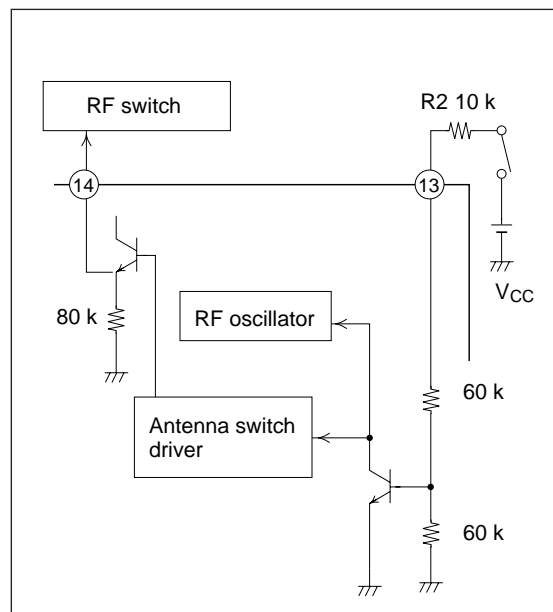 RF switch
R2 10 k
14
13
VCC
80 k
RF oscillator
60 k
Antenna switch
driver
60 k